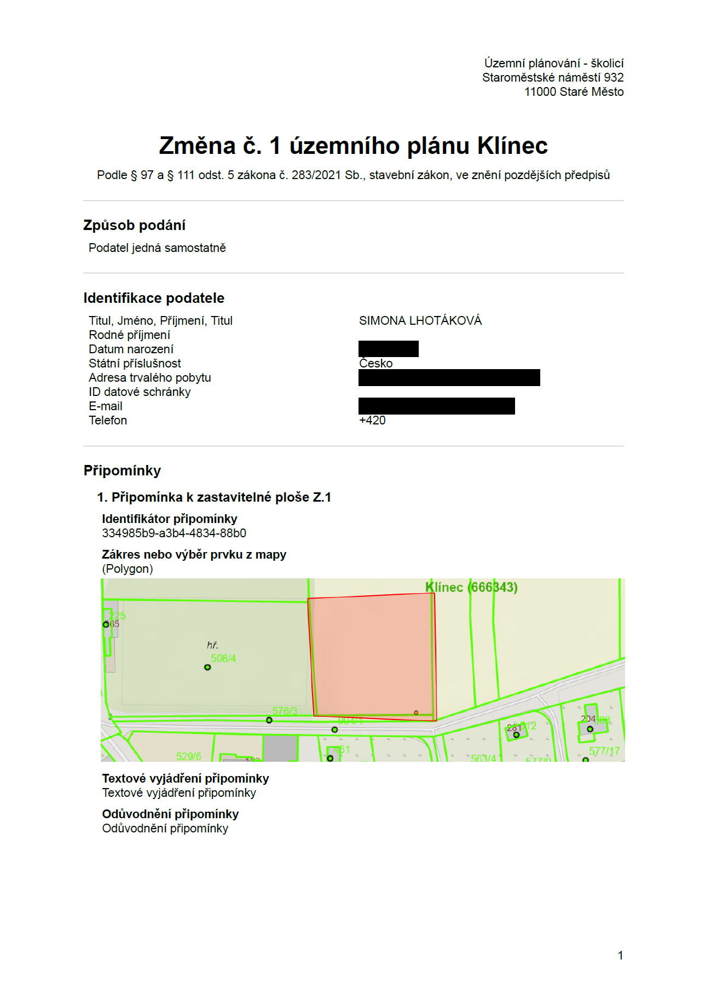 Územní plánování - školicí
Staroměstské náměstí 932
11000 Staré Město
Změna č. 1 územního plánu Klínec
Podle § 97 a § 111 odst. 5 zákona č. 283/2021 Sb., stavební zákon, ve znění pozdějších předpisů
Způsob podání
Podatel jedná samostatně
Identifikace podatele
Titul, Jméno, Příjmení, Titul SIMONA LHOTÁKOVÁ
Rodné příjmení
Datum narození
Státní příslušnost Česko
Adresa trvalého pobytu
ID datové schránky
E-mail
Telefon +420
Připomínky
1. Připomínka k zastavitelné ploše Z.1
Identifikátor připomínky
334985b9-a3b4-4834-88b0
Zákres nebo výběr prvku z mapy
(Polygon)
Klínec (666343)
225
hř.
508/4
576/3
204
281
451
577/17
529/6
563/4
Textové vyjádření připomínky
Textové vyjádření připomínky
Odůvodnění připomínky
Odůvodnění připomínky
1